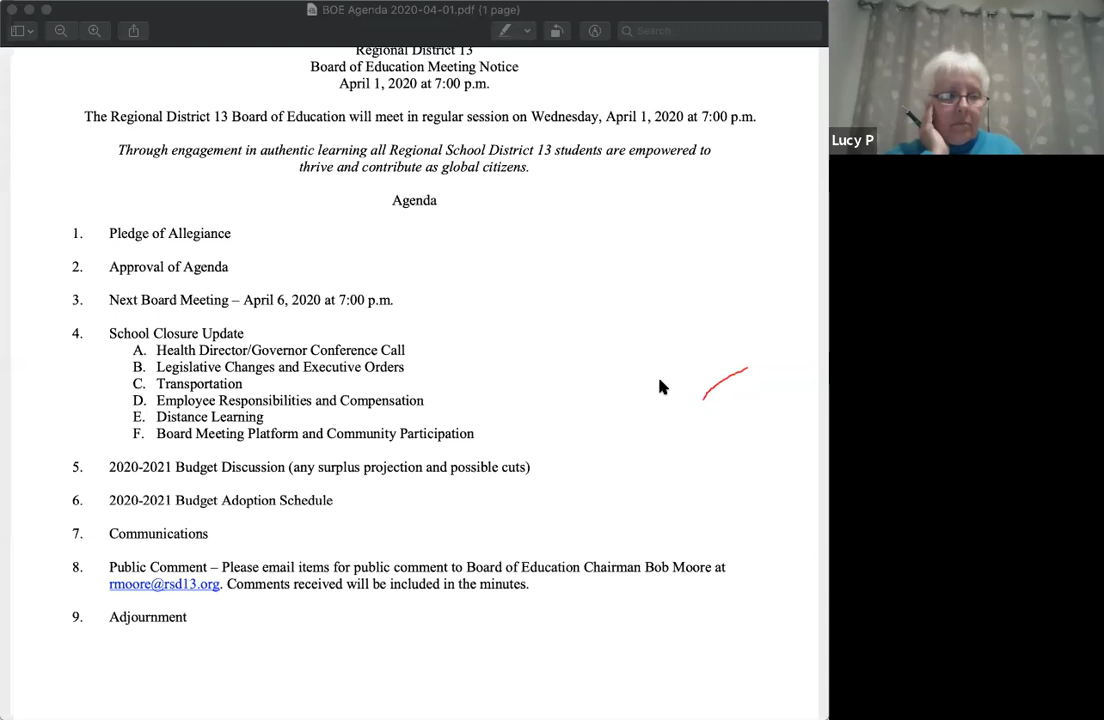 BOE Agenda 2020-04-01.pdf (1 page)
Search
Regional District 13
Board of Education Meeting Notice
April 1, 2020 at 7:00 p.m.
The Regional District 13 Board of Education will meet in regular session on Wednesday, April 1, 2020 at 7:00 p.m.
Through engagement in authentic learning all Regional School District 13 students are empowered to
thrive and contribute as global citizens.
Agenda
1. Pledge of Allegiance
2. Approval of Agenda
3. Next Board Meeting – April 6, 2020 at 7:00 p.m.
4. School Closure Update
A. Health Director/Governor Conference Call
B. Legislative Changes and Executive Orders
C. Transportation
D. Employee Responsibilities and Compensation
E. Distance Learning
F. Board Meeting Platform and Community Participation
5. 2020-2021 Budget Discussion (any surplus projection and possible cuts)
6. 2020-2021 Budget Adoption Schedule
7. Communications
8. Public Comment – Please email items for public comment to Board of Education Chairman Bob Moore at
rmoore@rsd13.org. Comments received will be included in the minutes.
9. Adjournment
Lucy P